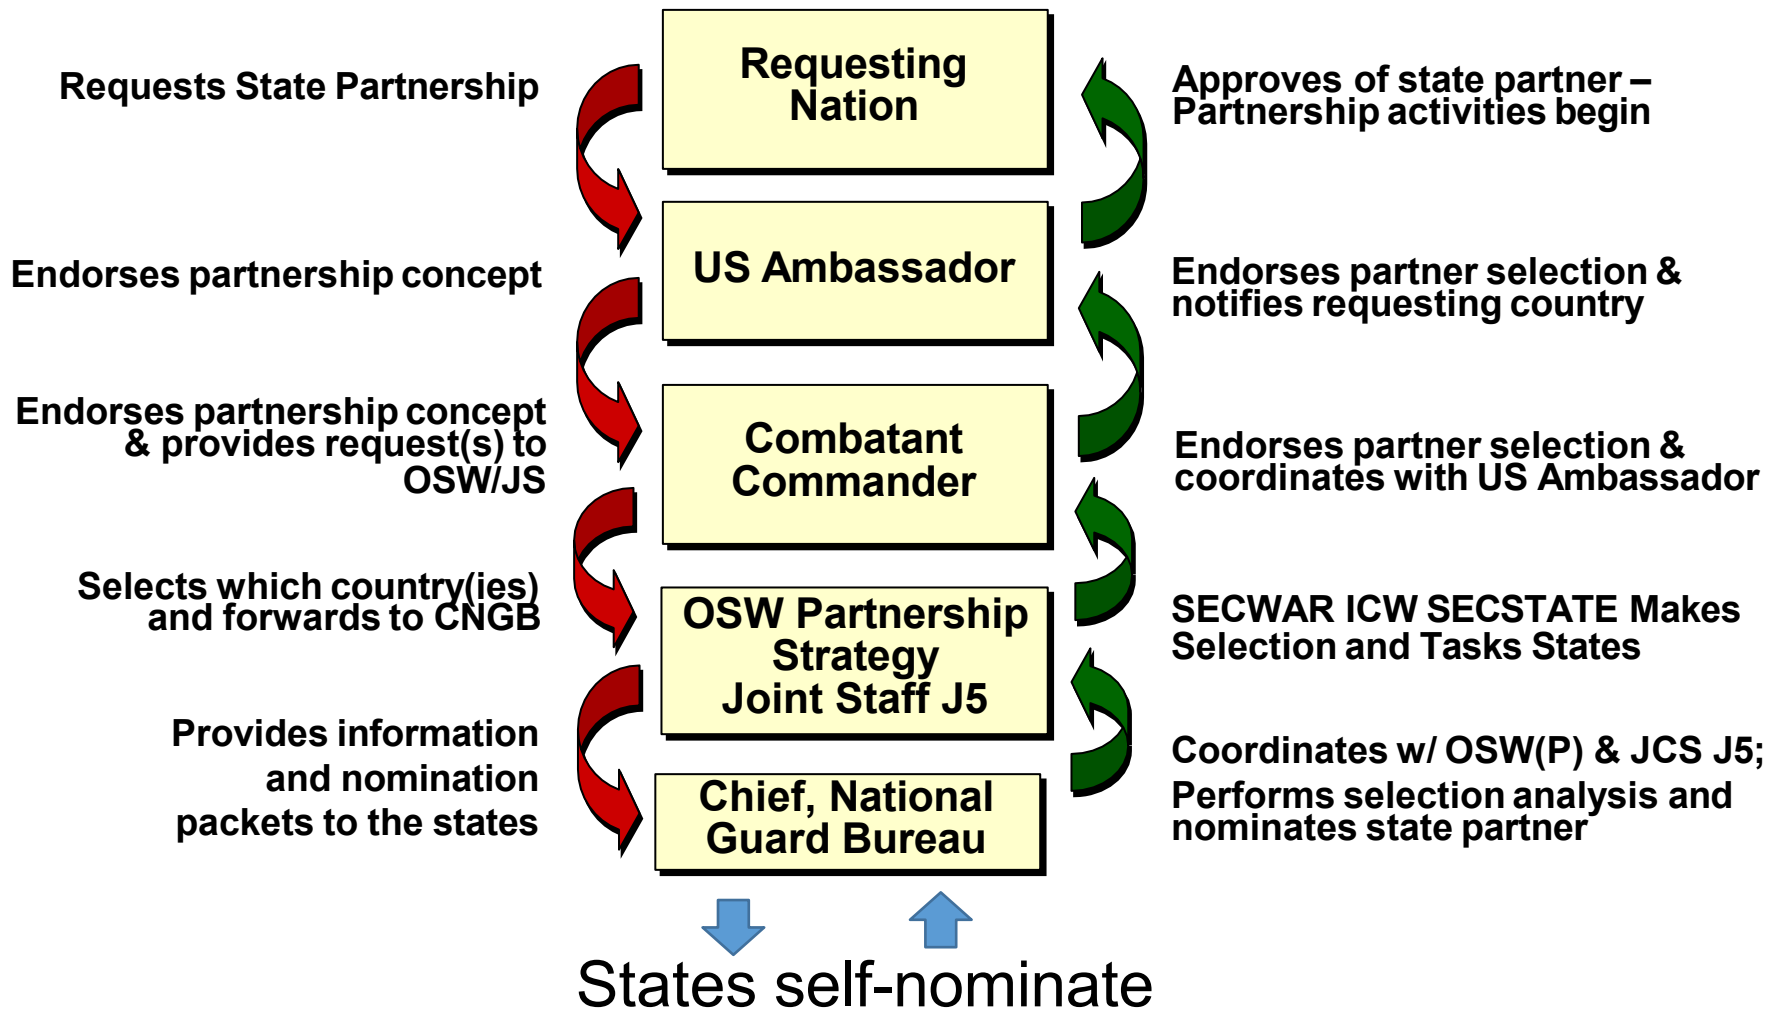 Requests State Partnership
Requesting
Nation
Approves of state partner –
Partnership activities begin
Endorses partnership concept
US Ambassador
Endorses partner selection &
notifies requesting country
Endorses partnership concept
& provides request(s) to
OSW/JS
Combatant
Commander
Endorses partner selection &
coordinates with US Ambassador
Selects which country(ies)
and forwards to CNGB
OSW Partnership
Strategy
Joint Staff J5
SECWAR ICW SECSTATE Makes
Selection and Tasks States
Provides information
and nomination
packets to the states
Chief, National
Guard Bureau
Coordinates w/ OSW(P) & JCS J5;
Performs selection analysis and
nominates state partner
States self-nominate